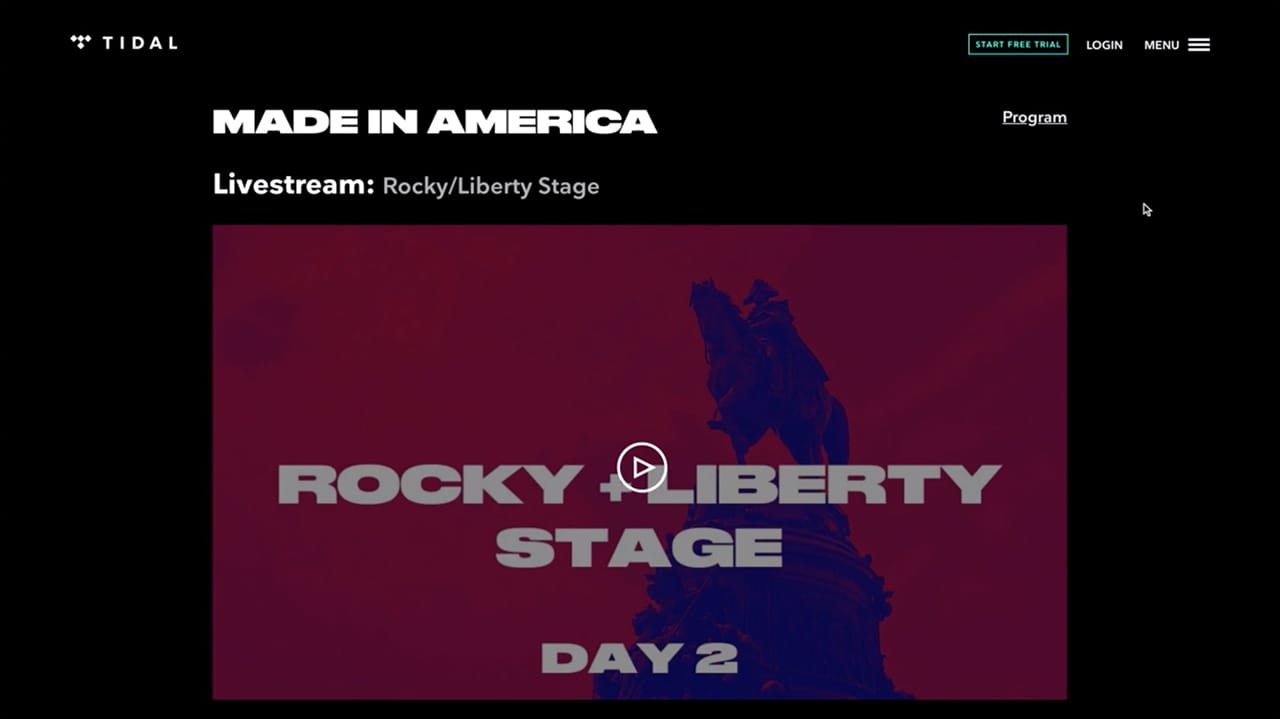 TIDAL
START FREE TRIAL
LOGIN
MENU
MADE IN AMERICA
Program
Livestream: Rocky/Liberty Stage
ROCKY + LIBERTY
STAGE
DAY 2